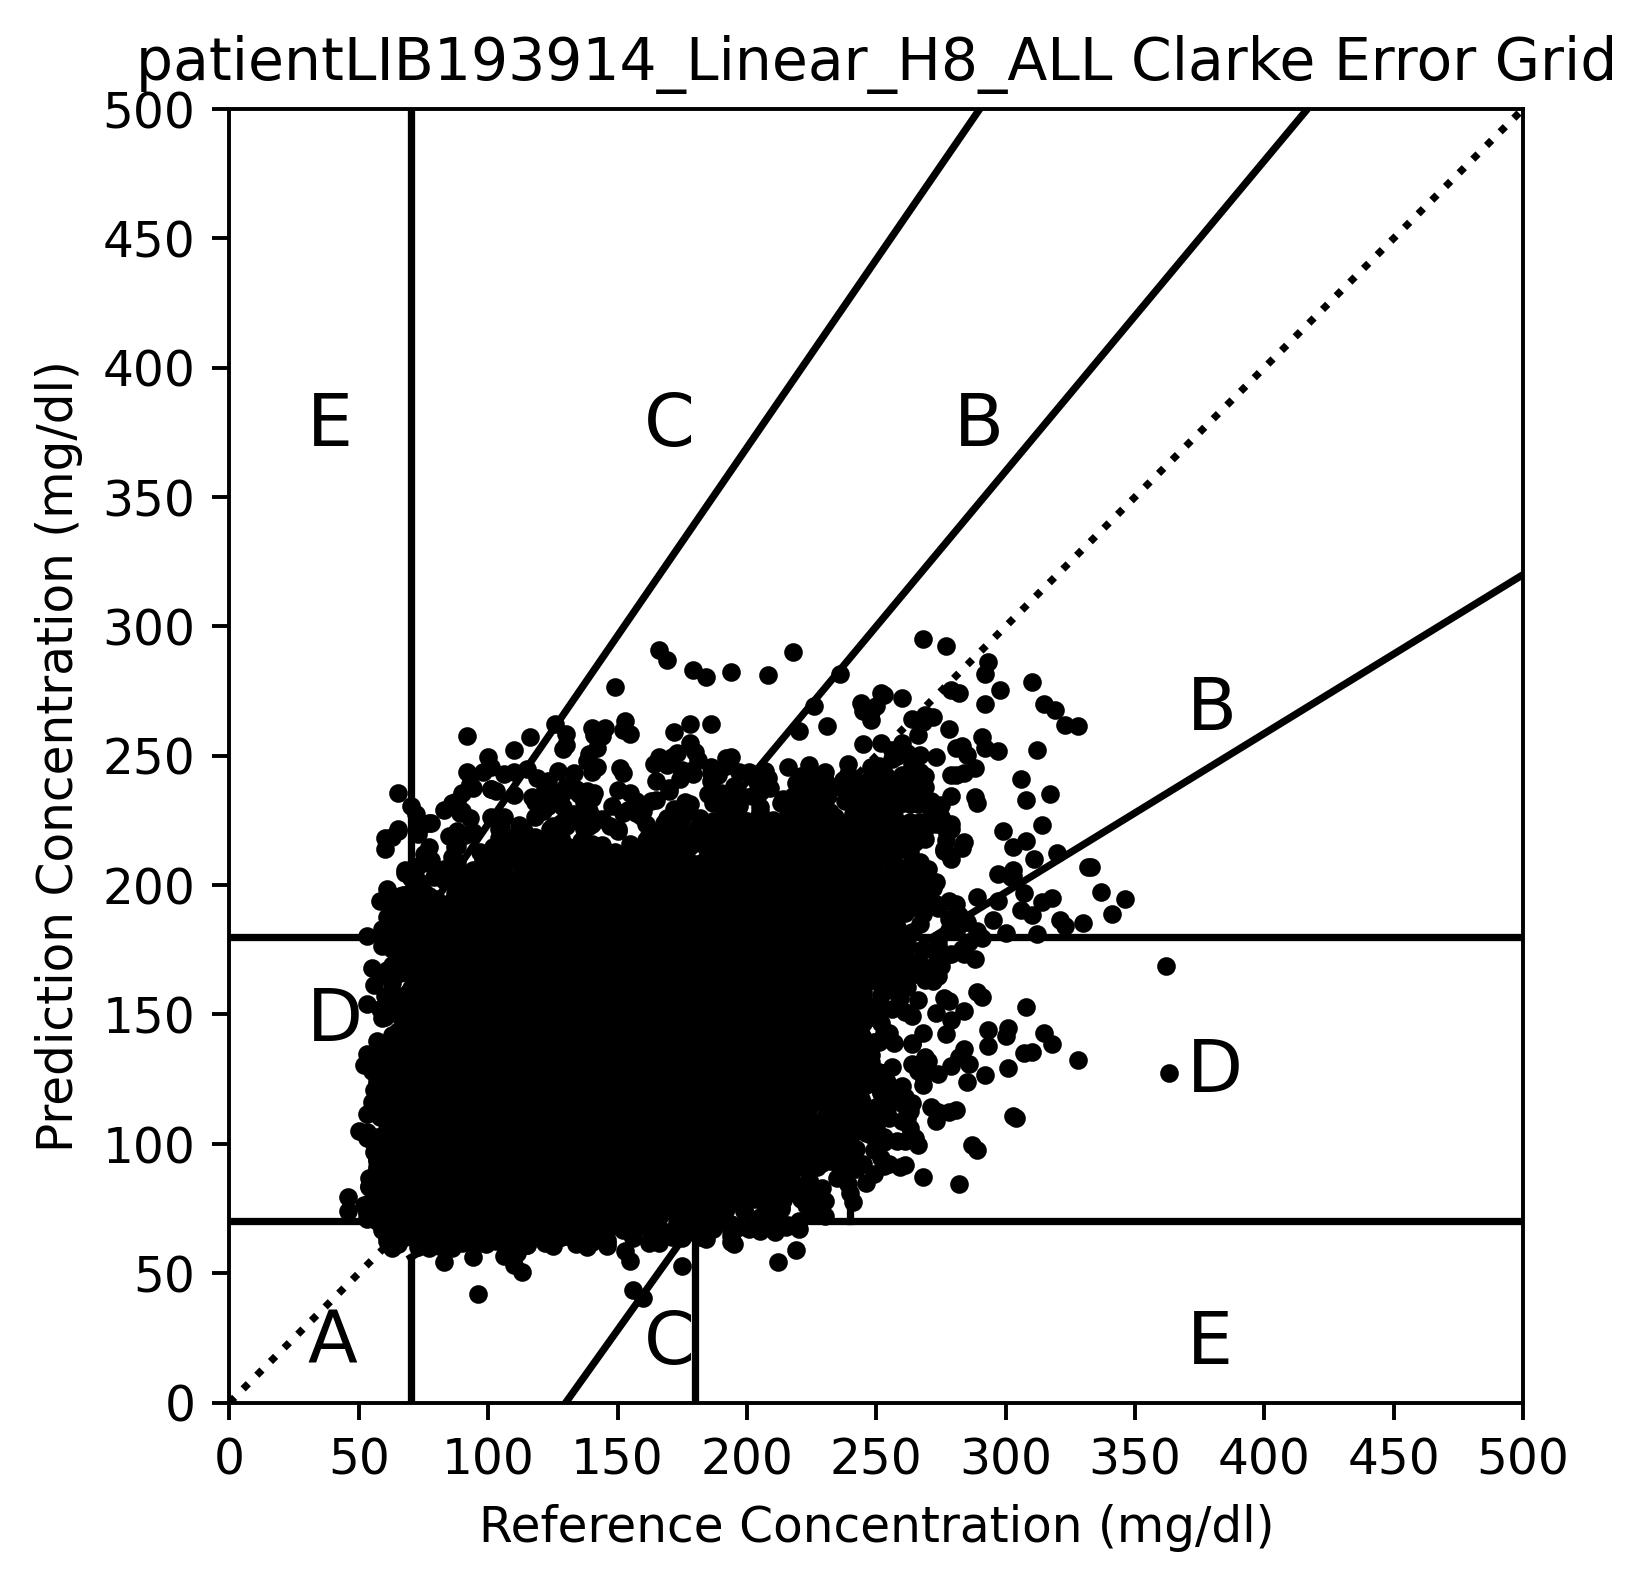 patientLIB193914_Linear_H8_ALL Clarke Error Grid
500
450
400
350
300
250
200
150
100
50
0
Prediction Concentration (mg/dl)
E
C
B
B
D
D
A
C
E
0 50 100 150 200 250 300 350 400 450 500
Reference Concentration (mg/dl)